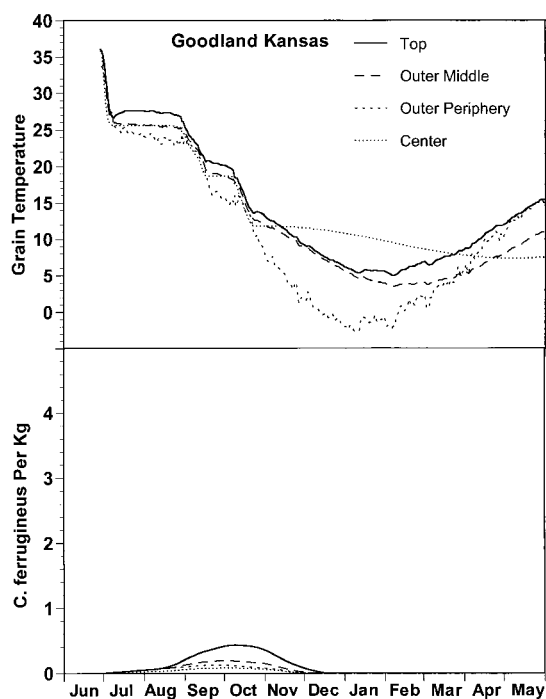 Goodland Kansas
Top
Outer Middle
Outer Periphery
Center
Grain Temperature
40
35
30
25
20
15
10
5
0
C. ferrugineus Per Kg
4
3
2
1
0
Jun Jul Aug Sep Oct Nov Dec Jan Feb Mar Apr May